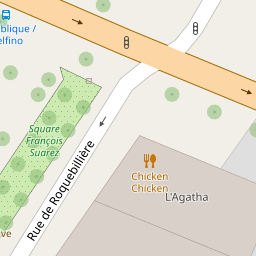 blique /
elfino
Square
François
Suarez
Rue de Roquebillière
Chicken
Chicken
L'Agatha
ve